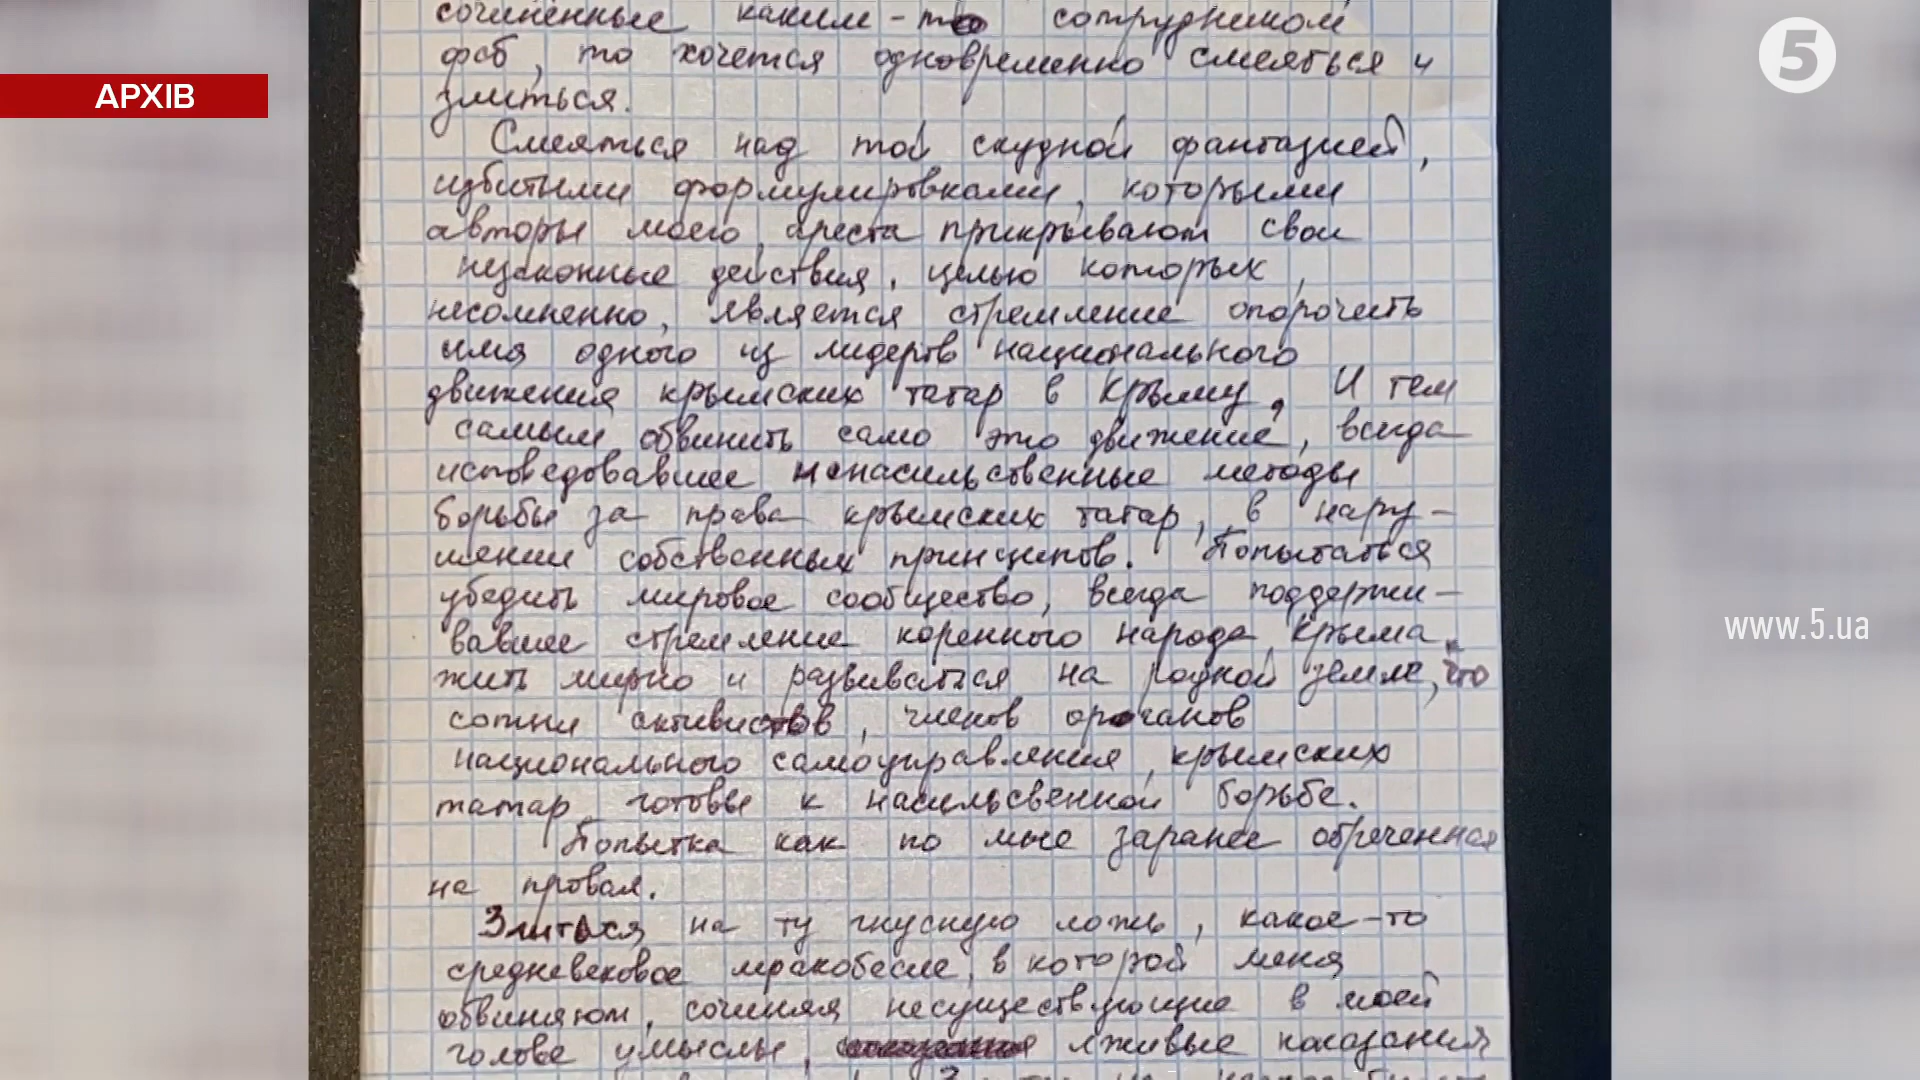 АРХІВ
5
www.5.ua
сочинённые каким-то сотрудником
фсб, то хочется одновременно смеяться и
злиться.
Смеяться над той скудной фантазией,
избитыми формулировками, которыми
авторы моего ареста прикрывают свои
незаконные действия, целью которых,
несомненно, является стремление опорочить
имя одного из лидеров национального
движения крымских татар в Крыму, И тем
самым обвинить само это движение, всегда
исповедовавшее ненасильственные методы
борьбы за права крымских татар, в нару-
шении собственных принципов. Попытаться
убедить мировое сообщество, всегда поддержи-
вавшее стремление коренного народа Крыма
жить мирно и развиваться на родной земле, что
сотни активистов, членов органов
национального самоуправления, крымских
татар готовы к насильсвенной борьбе.
Попытка как по мне заранее обреченная
на провал.
Злиться на ту гнусную ложь, какое-то
средневековое мракобесие, в которой меня
обвиняют, сочиняя несуществующие в моей
голове умыслы, лживые показания